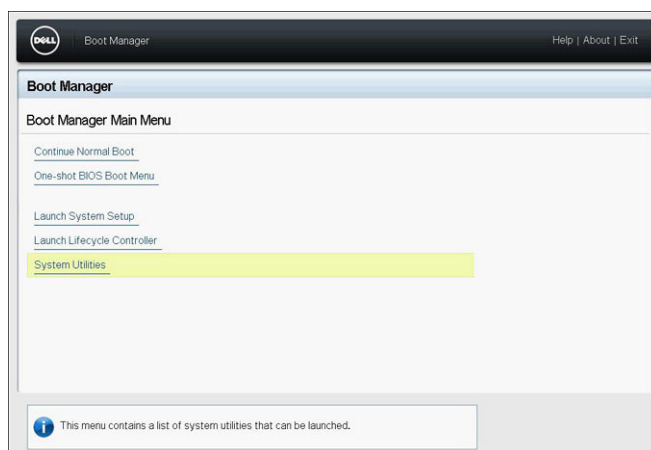 DELL Boot Manager Help | About | Exit
Boot Manager
Boot Manager Main Menu
Continue Normal Boot
One-shot BIOS Boot Menu
Launch System Setup
Launch Lifecycle Controller
System Utilities
This menu contains a list of system utilities that can be launched.